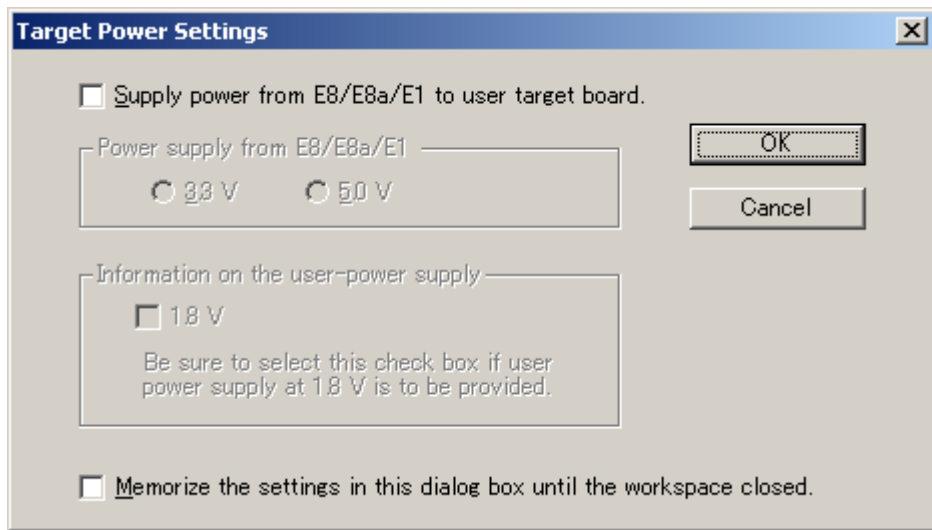 Target Power Settings
Supply power from E8/E8a/E1 to user target board.
Power supply from E8/E8a/E1
3.3 V 5.0 V
OK
Cancel
Information on the user-power supply
1.8 V
Be sure to select this check box if user
power supply at 1.8 V is to be provided.
Memorize the settings in this dialog box until the workspace closed.